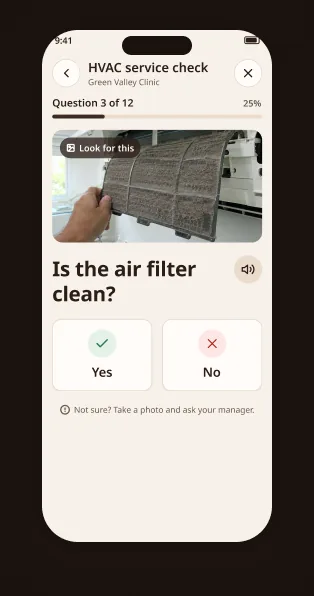 9:41
HVAC service check
Green Valley Clinic
Question 3 of 12
25%
Look for this
Is the air filter
clean?
Yes
No
Not sure? Take a photo and ask your manager.